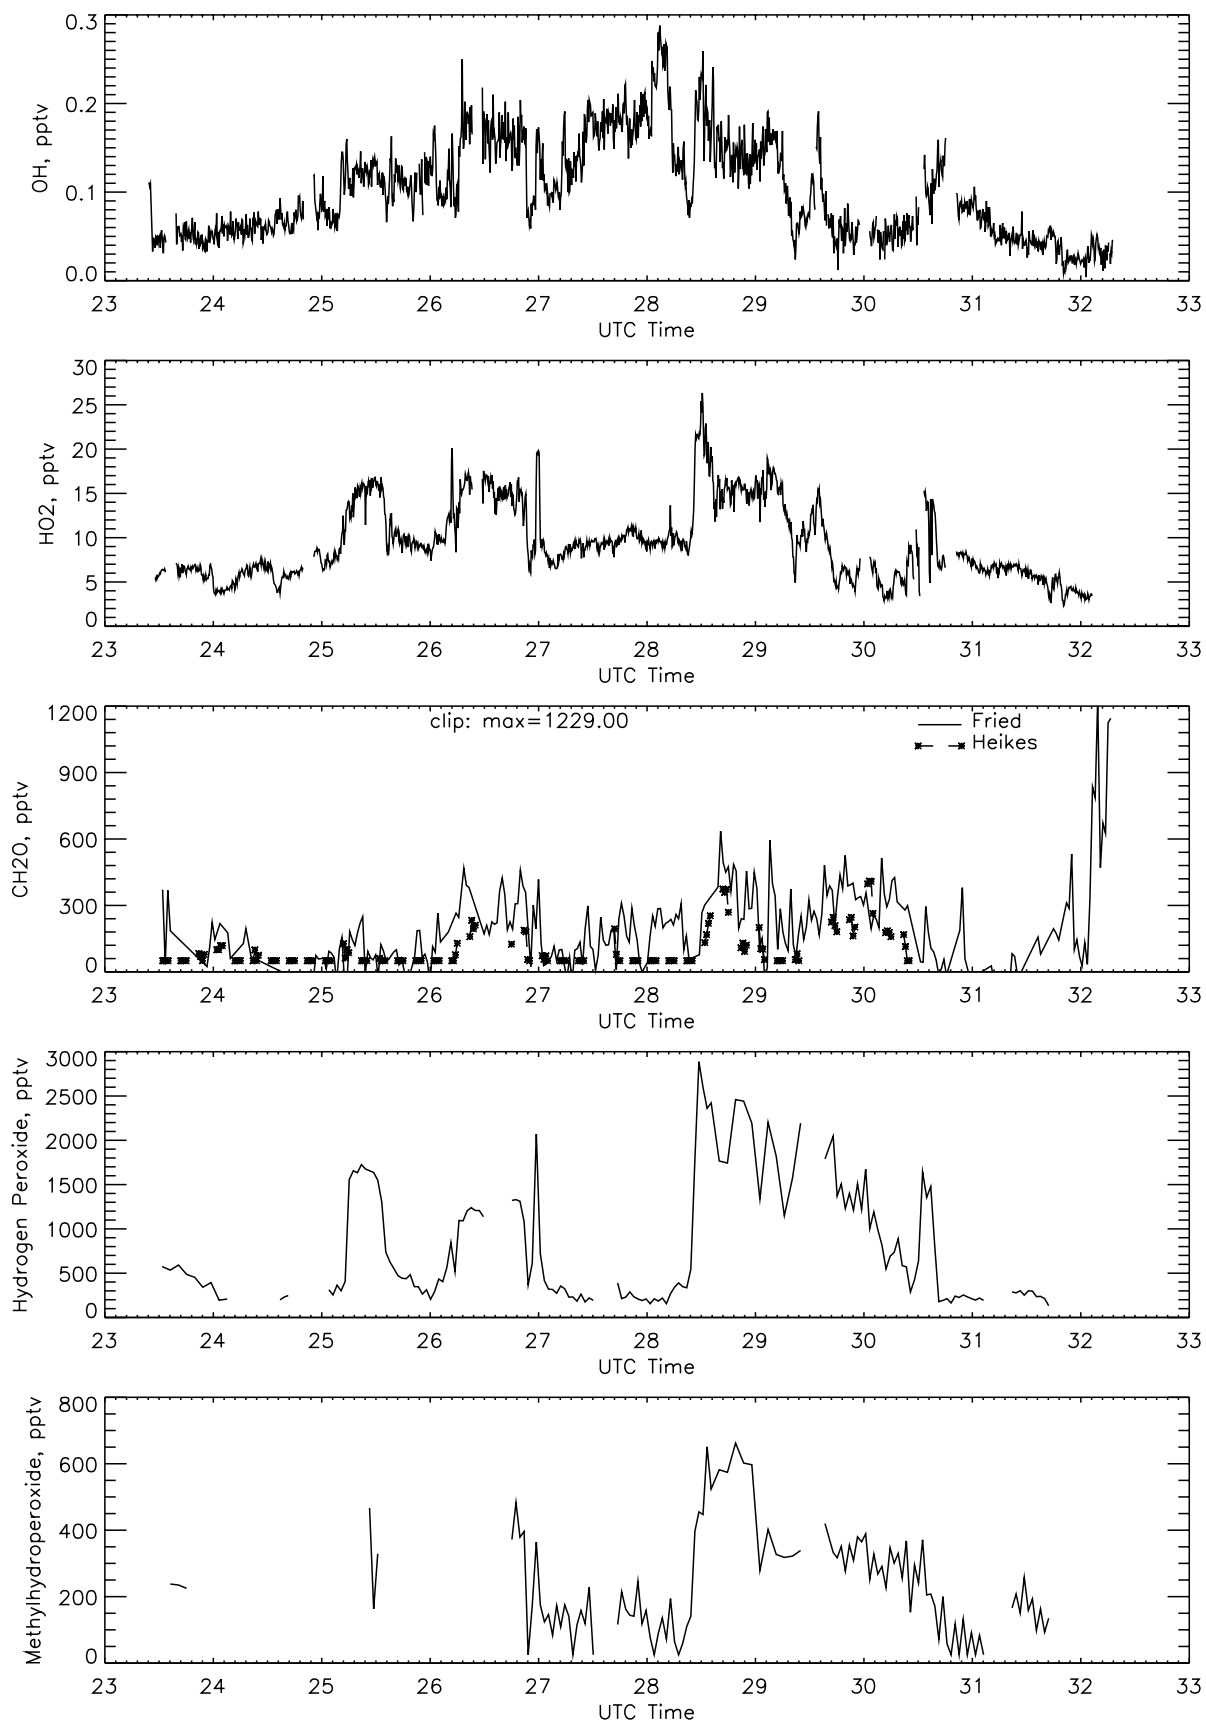 0.3
0.2
0.1
0.0
OH, pptv
23 24 25 26 27 28 29 30 31 32 33
UTC Time
30
25
20
15
10
5
0
HO2, pptv
23 24 25 26 27 28 29 30 31 32 33
UTC Time
1200
900
600
300
0
CH2O, pptv
clip: max=1229.00
Fried
Heikes
23 24 25 26 27 28 29 30 31 32 33
UTC Time
3000
2500
2000
1500
1000
500
0
Hydrogen Peroxide, pptv
23 24 25 26 27 28 29 30 31 32 33
UTC Time
800
600
400
200
0
Methylhydroperoxide, pptv
23 24 25 26 27 28 29 30 31 32 33
UTC Time